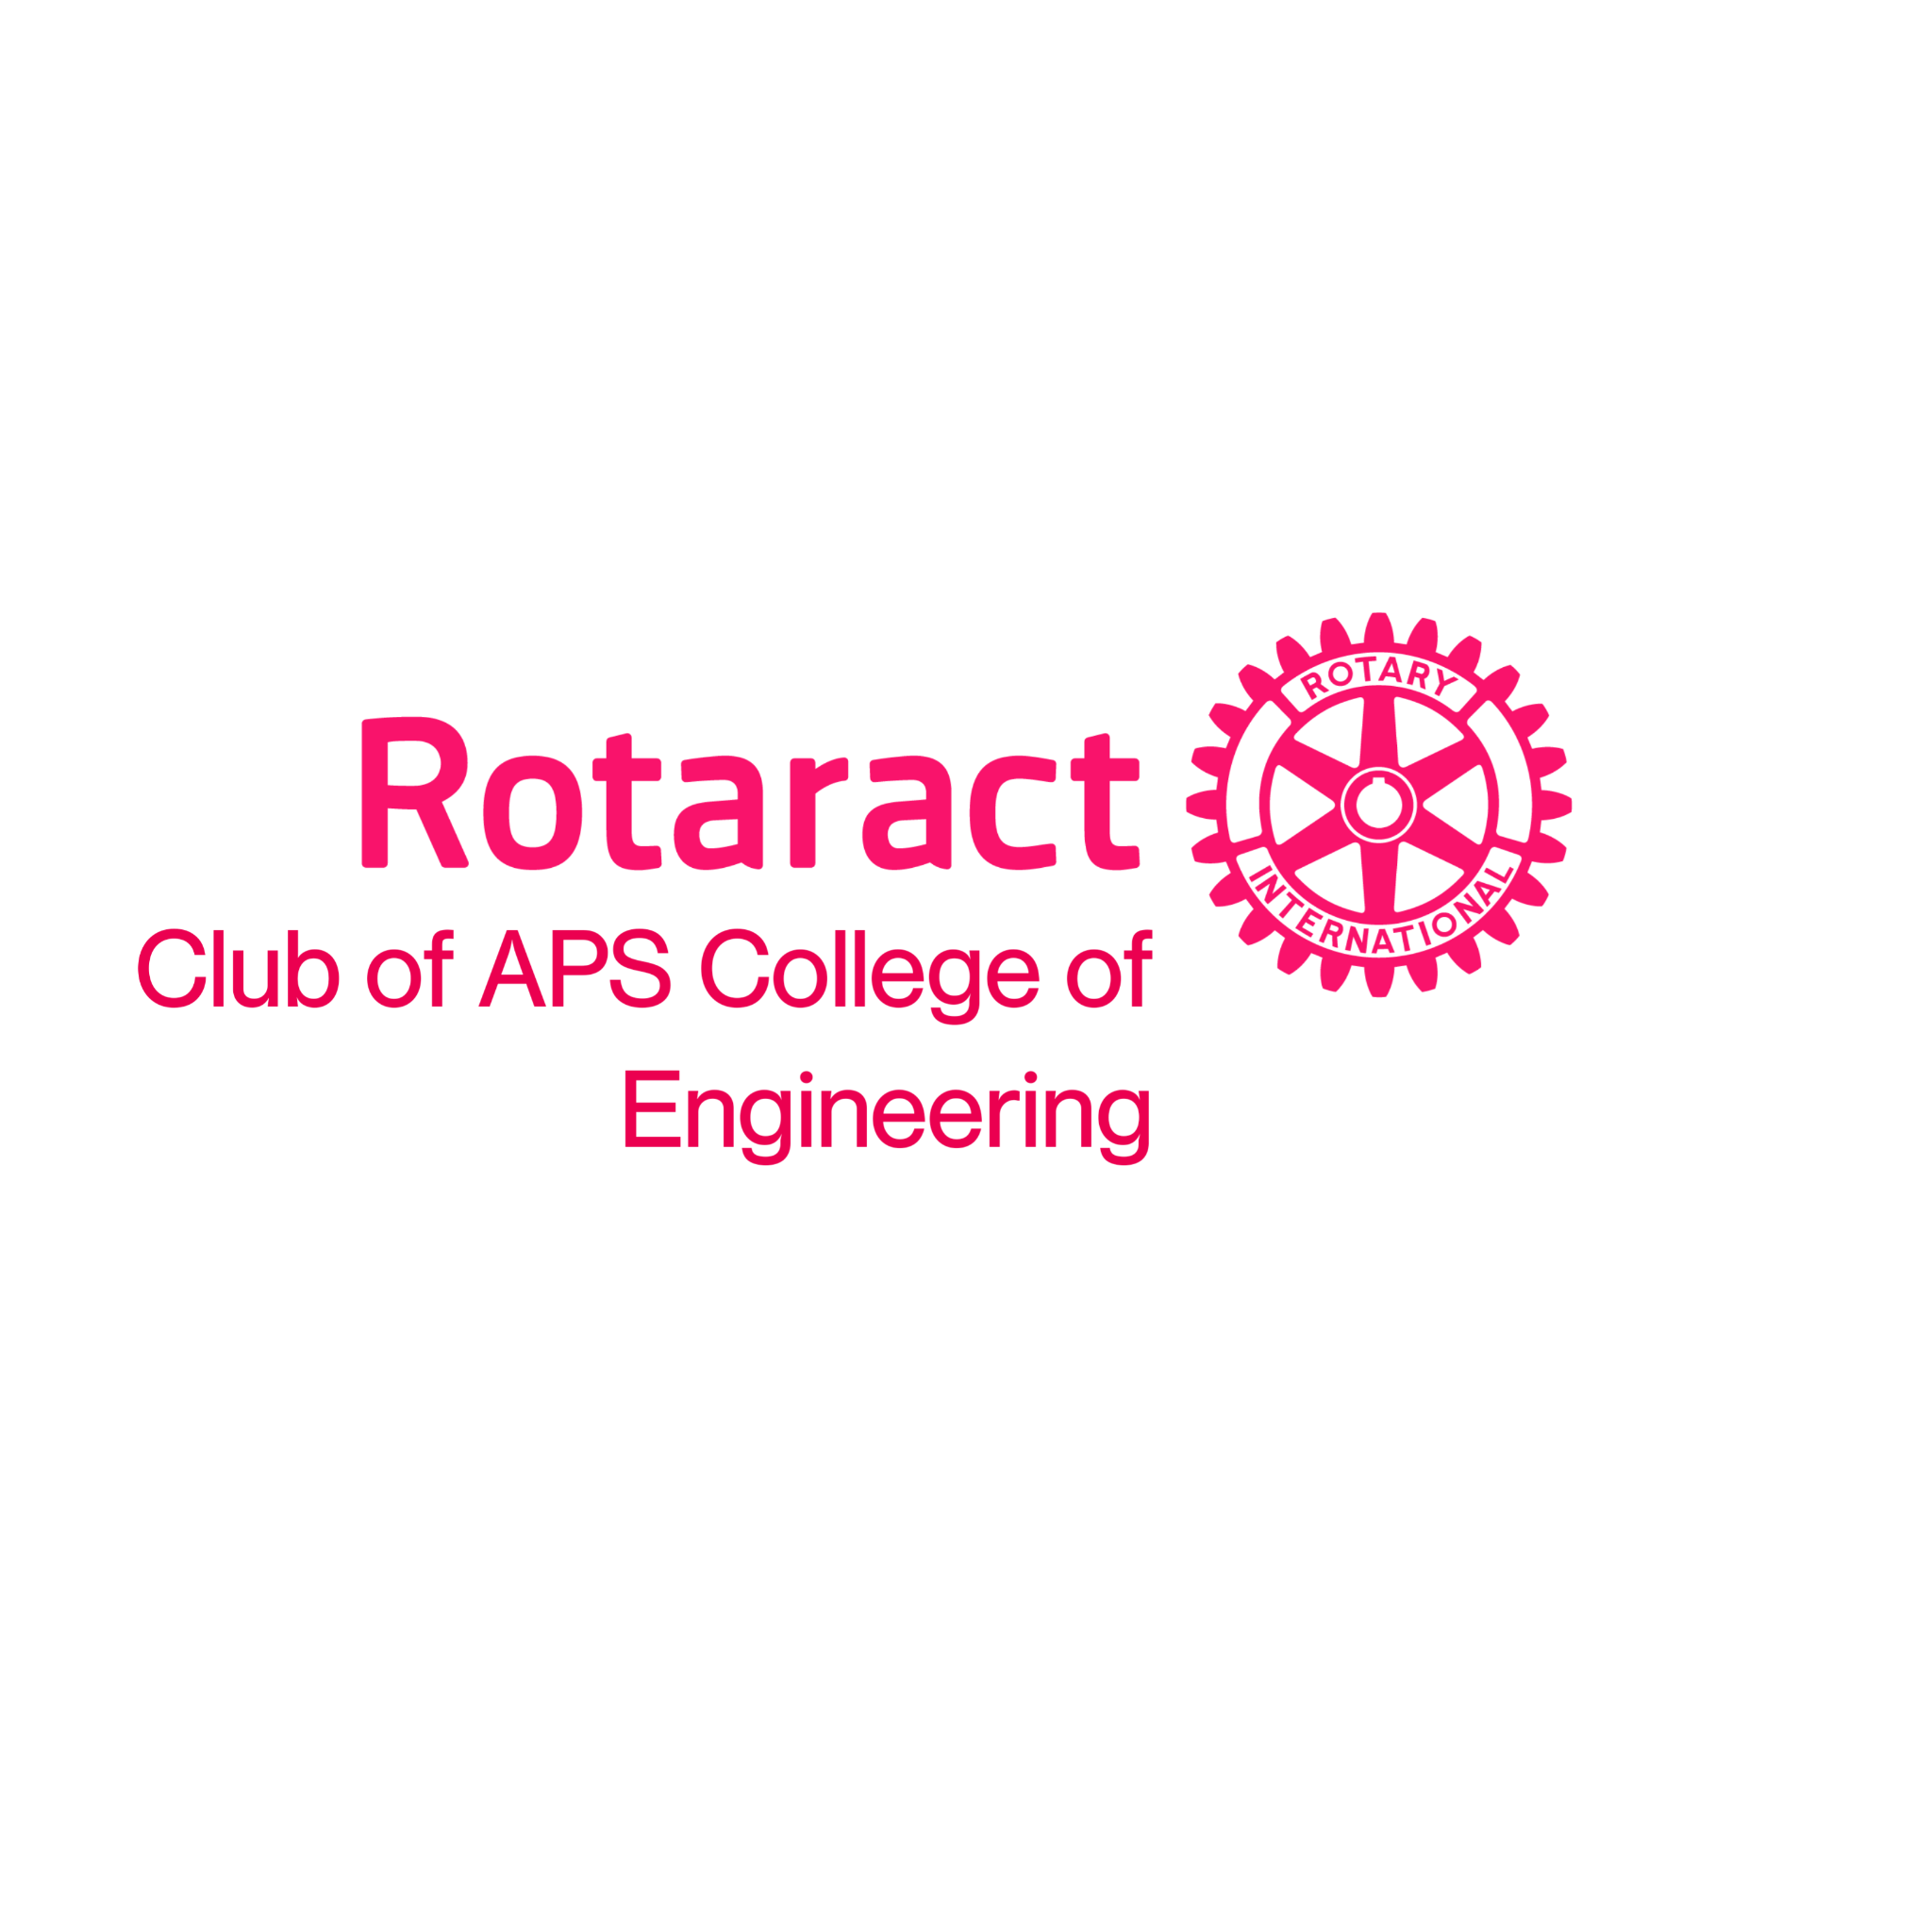 Rotaract
Club of APS College of
Engineering
ROTARY
INTERNATIONAL